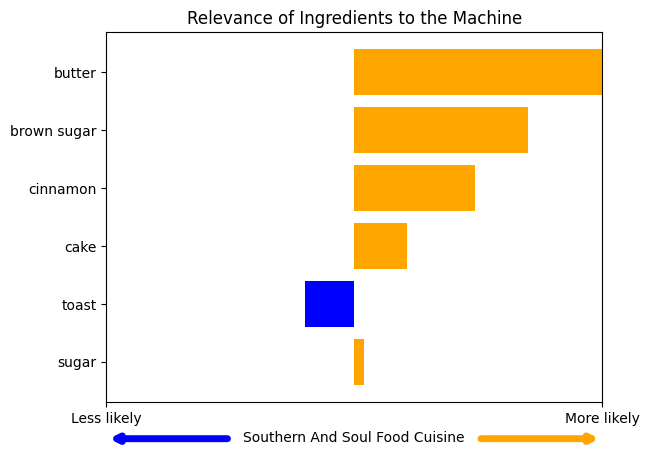 Relevance of Ingredients to the Machine
butter
brown sugar
cinnamon
cake
toast
sugar
Less likely
More likely
Southern And Soul Food Cuisine